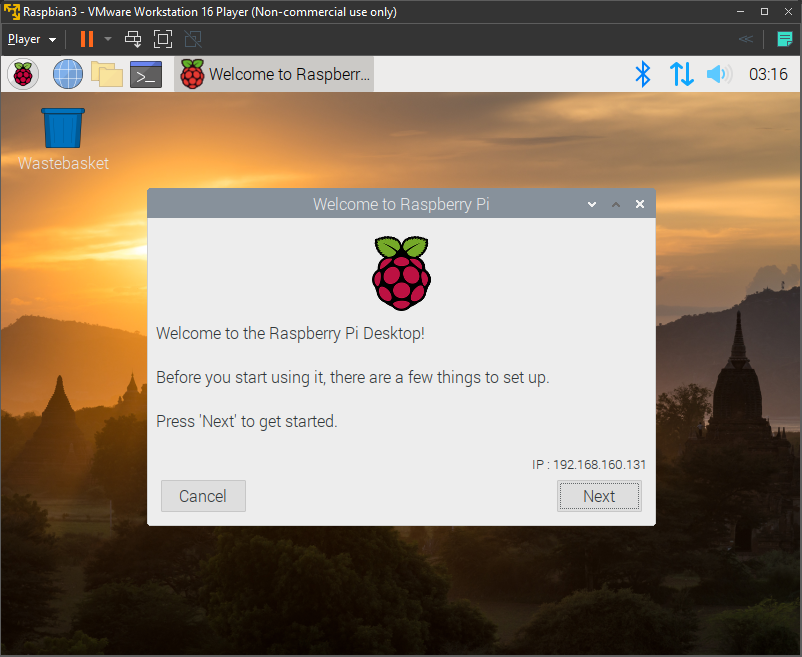 Raspbian3 - VMware Workstation 16 Player (Non-commercial use only)
Player
Welcome to Raspberr...
03:16
Wastebasket
Welcome to Raspberry Pi
Welcome to the Raspberry Pi Desktop!
Before you start using it, there are a few things to set up.
Press 'Next' to get started.
IP : 192.168.160.131
Cancel
Next